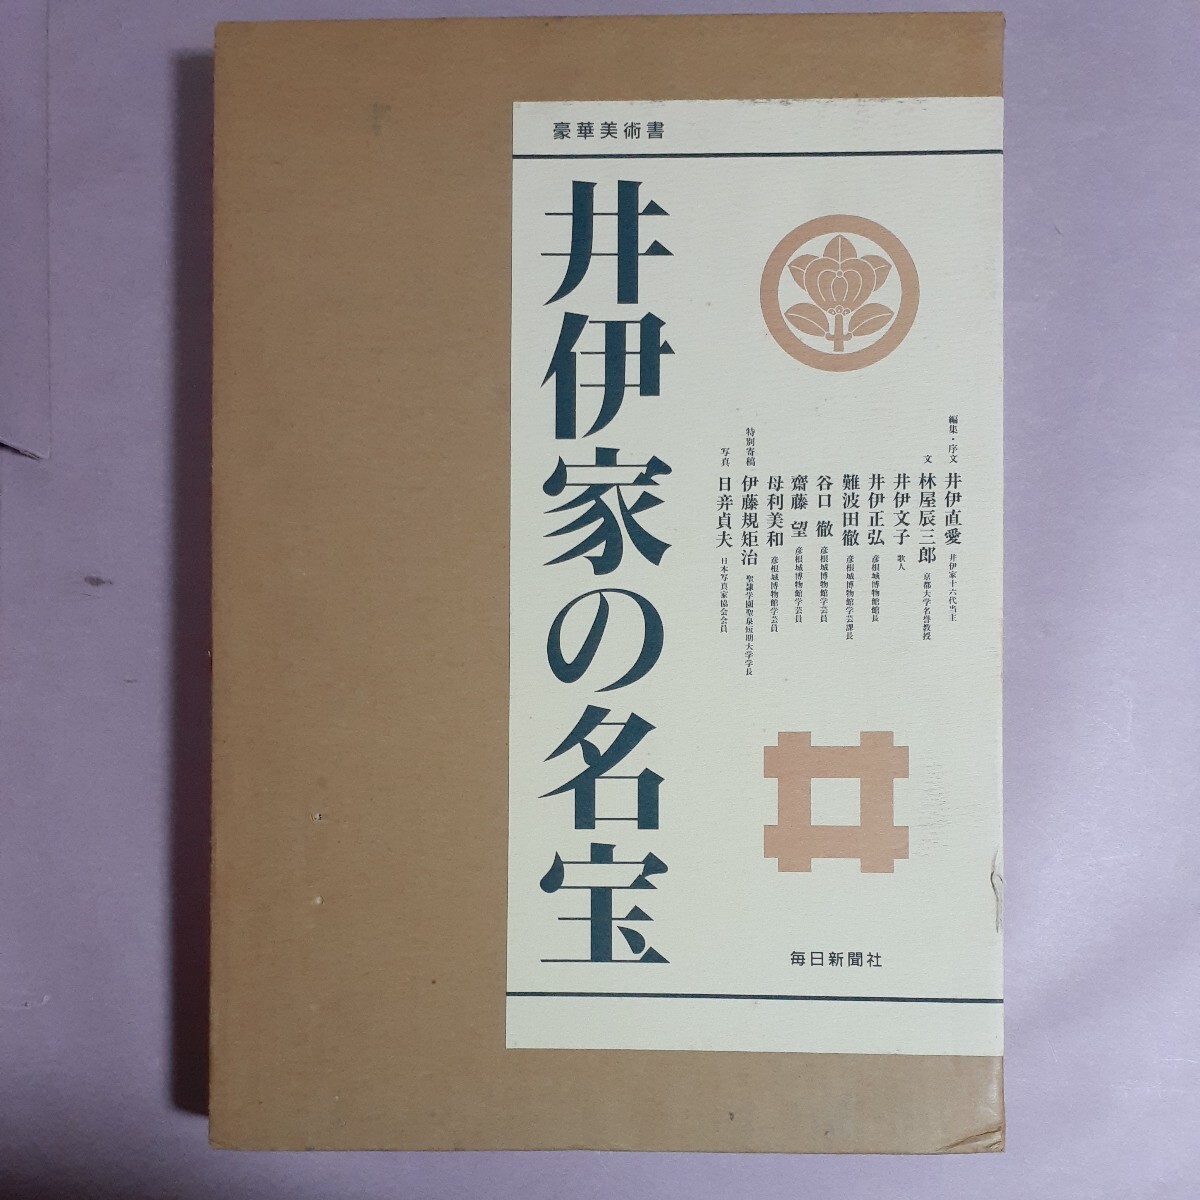 豪華美術書
井伊家の名宝
編集・序文 井伊直愛 井伊家十六代当主
文 林屋辰三郎 京都大学名誉教授
井伊文子 歌人
井伊正弘 彦根城博物館館長
難波田徹 彦根城博物館学芸課長
谷口 徹 彦根城博物館学芸員
齋藤 望 彦根城博物館学芸員
母利美和 彦根城博物館学芸員
特別寄稿 伊藤規矩治 聖隷学園聖泉短期大学学長
写真 日弉貞夫 日本写真家協会会員
毎日新聞社